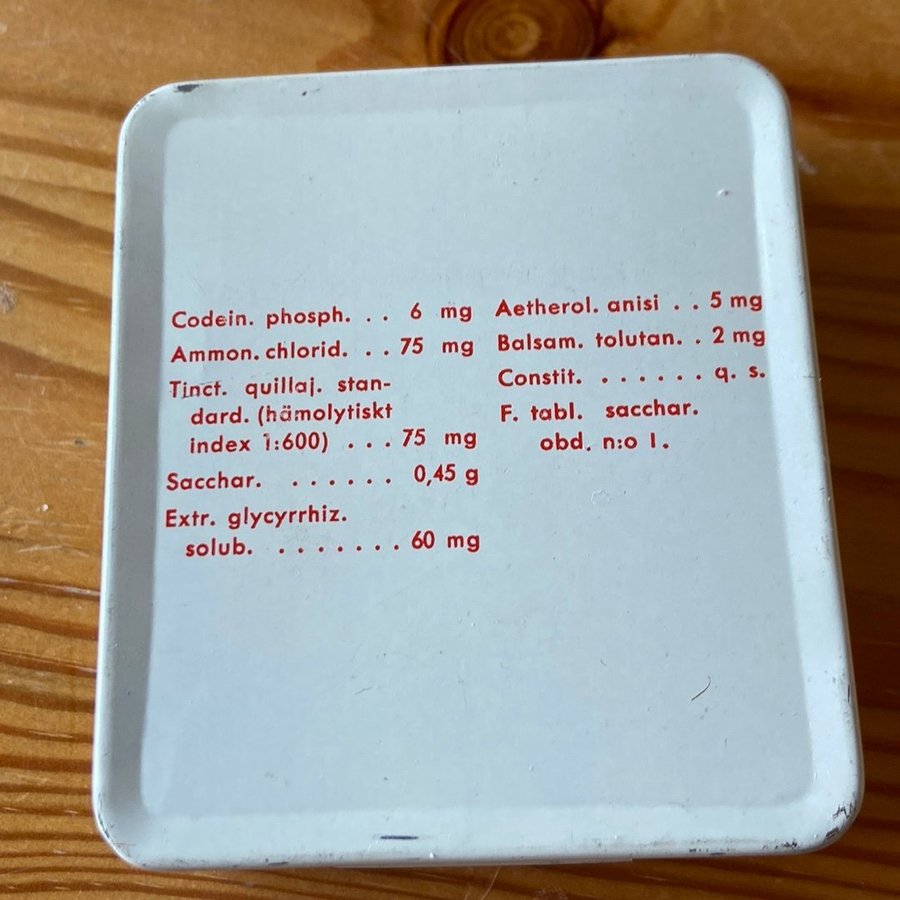 Codein. phosph. . . 6 mg
Ammon. chlorid. . . 75 mg
Tinct. quillaj. stan-
dard. (hämolytiskt
index 1:600) . . . 75 mg
Sacchar. . . . . . . 0,45 g
Extr. glycyrrhiz.
solub. . . . . . . . 60 mg
Aetherol. anisi . . 5 mg
Balsam. tolutan. . 2 mg
Constit. . . . . . . q. s.
F. tabl. sacchar.
obd. n:o I.